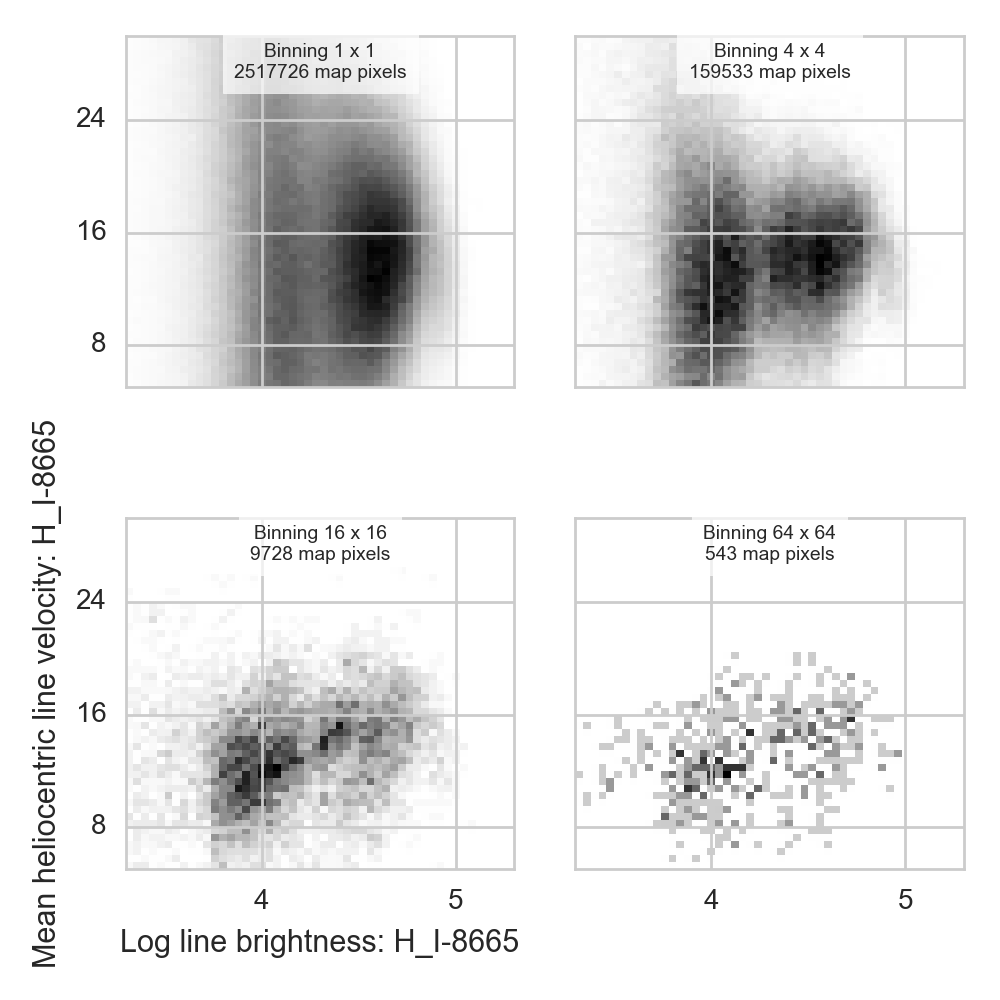 Binning 1 x 1
2517726 map pixels
Binning 4 x 4
159533 map pixels
24
16
8
Mean heliocentric line velocity: H_I-8665
Binning 16 x 16
9728 map pixels
Binning 64 x 64
543 map pixels
24
16
8
4
5
4
5
Log line brightness: H_I-8665